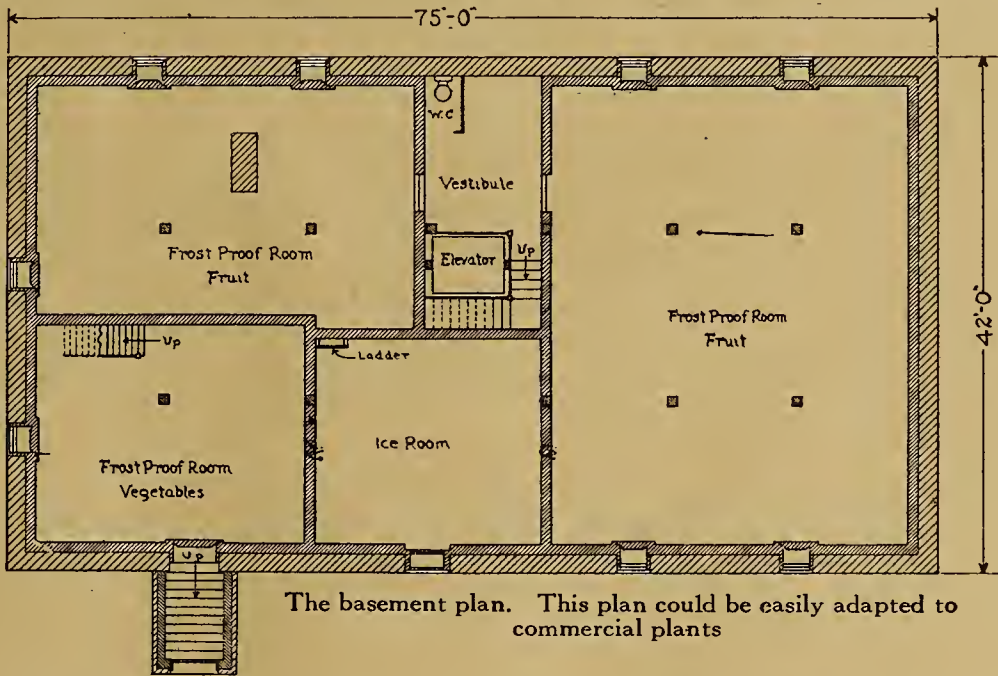 75'-0"
W.C
Vestibule
Elevator
Up
Frost Proof Room
Fruit
Up
Ladder
Frost Proof Room
Fruit
42'-0"
Ice Room
Frost Proof Room
Vegetables
Up
The basement plan. This plan could be easily adapted to
commercial plants